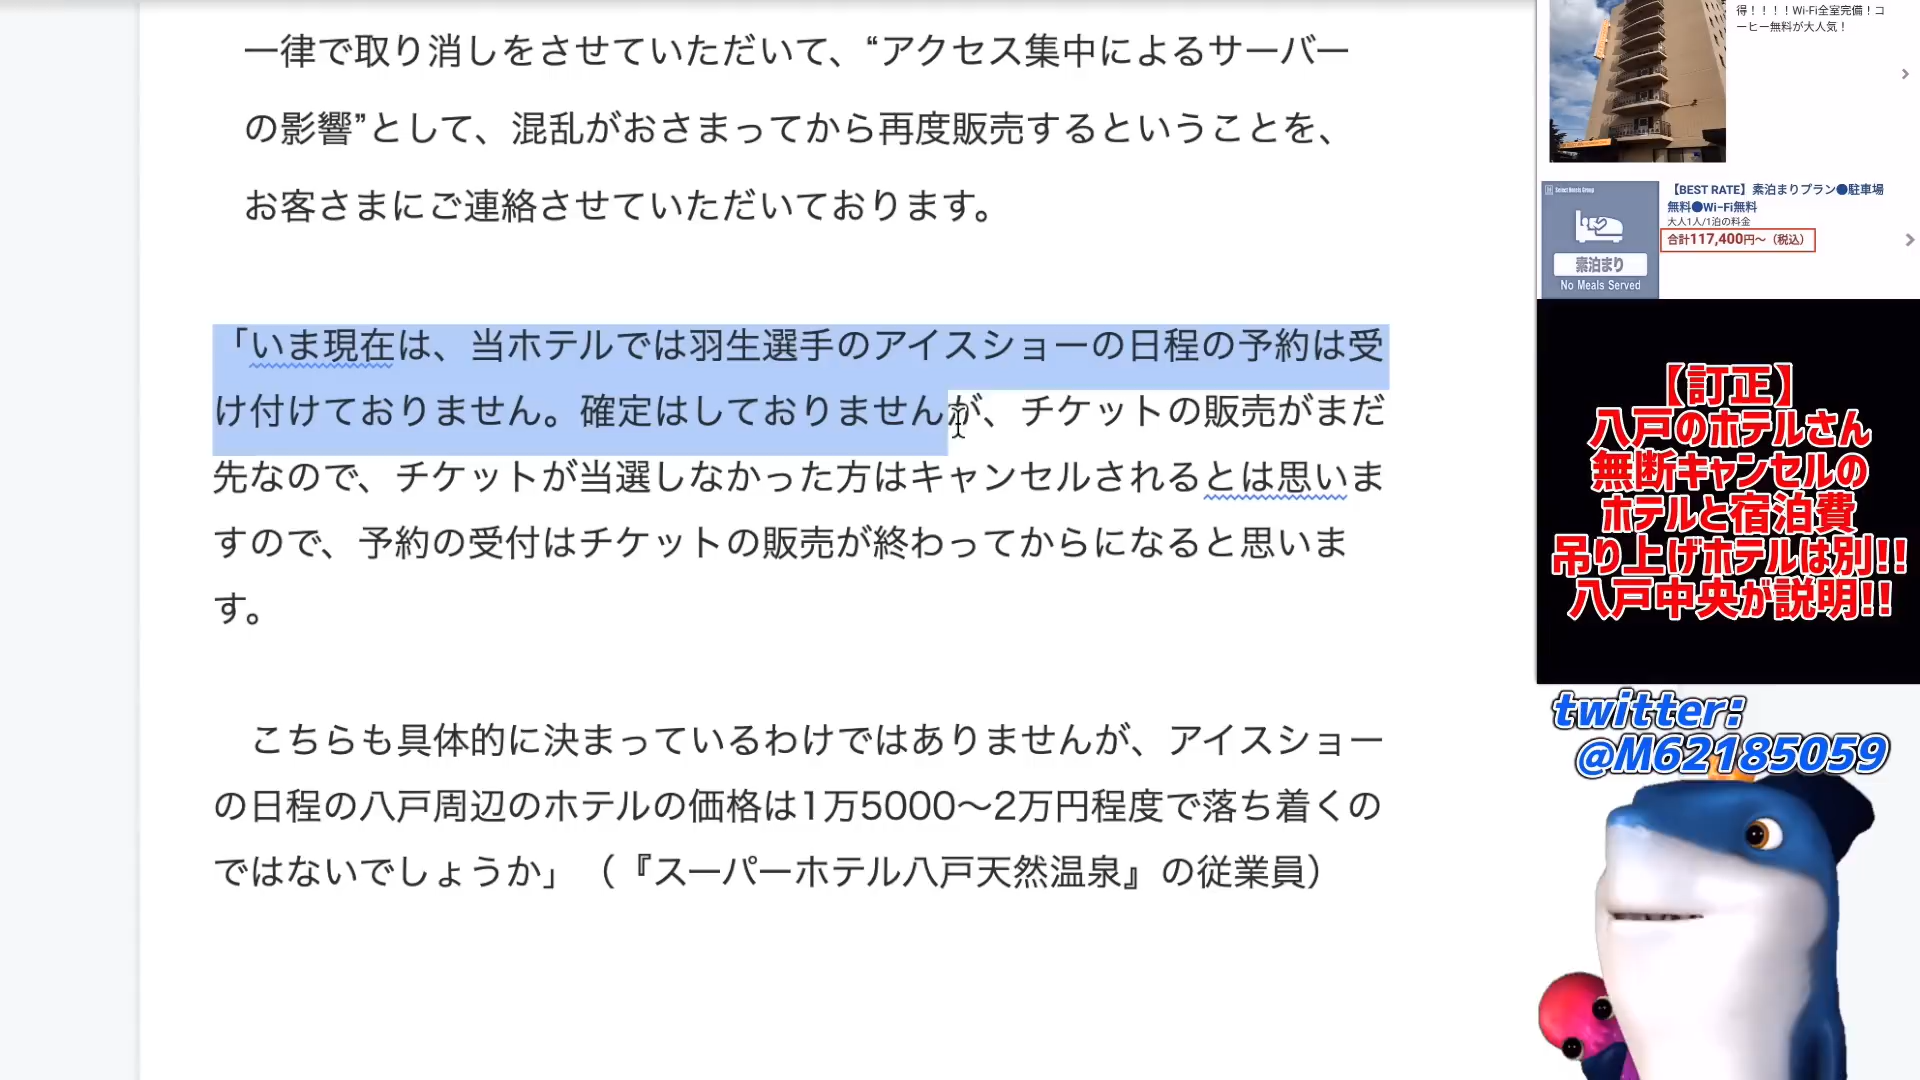 一律で取り消しをさせていただいて、“アクセス集中によるサーバー
の影響”として、混乱がおさまってから再度販売するということを、
お客さまにご連絡させていただいております。
「いま現在は、当ホテルでは羽生選手のアイスショーの日程の予約は受
け付けておりません。確定はしておりませんが、チケットの販売がまだ
先なので、チケットが当選しなかった方はキャンセルされるとは思いま
すので、予約の受付はチケットの販売が終わってからになると思いま
す。
こちらも具体的に決まっているわけではありませんが、アイスショー
の日程の八戸周辺のホテルの価格は1万5000〜2万円程度で落ち着くの
ではないでしょうか」（『スーパーホテル八戸天然温泉』の従業員）
得！！！！Wi-Fi全室完備！コ
ーヒー無料が大人気！
Select Hotels Group
素泊まり
No Meals Served
【BEST RATE】素泊まりプラン●駐車場
無料●Wi-Fi無料
大人1人/1泊の料金
合計117,400円〜（税込）
【訂正】
八戸のホテルさん
無断キャンセルの
ホテルと宿泊費
吊り上げホテルは別!!
八戸中央が説明!!
twitter:
@M62185059